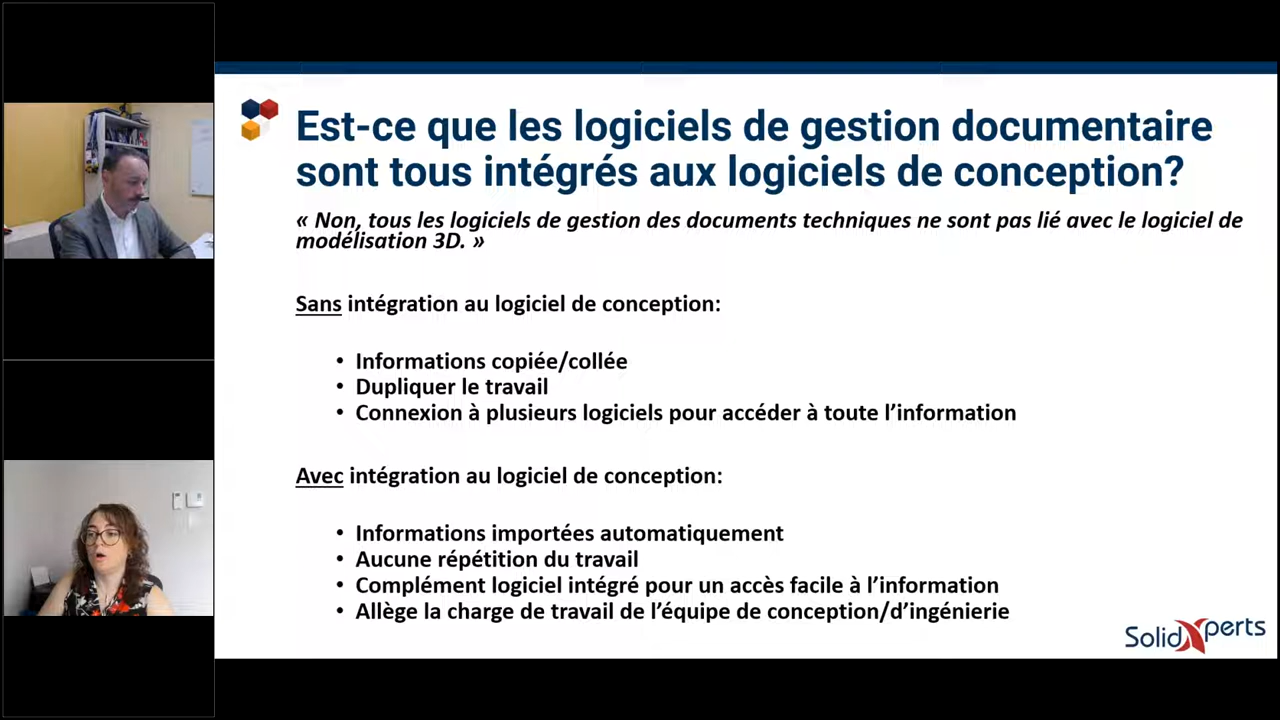 Est-ce que les logiciels de gestion documentaire
sont tous intégrés aux logiciels de conception?
« Non, tous les logiciels de gestion des documents techniques ne sont pas lié avec le logiciel de
modélisation 3D. »
Sans intégration au logiciel de conception:
• Informations copiée/collée
• Dupliquer le travail
• Connexion à plusieurs logiciels pour accéder à toute l’information
Avec intégration au logiciel de conception:
• Informations importées automatiquement
• Aucune répétition du travail
• Complément logiciel intégré pour un accès facile à l’information
• Allège la charge de travail de l’équipe de conception/d’ingénierie
SolidXperts